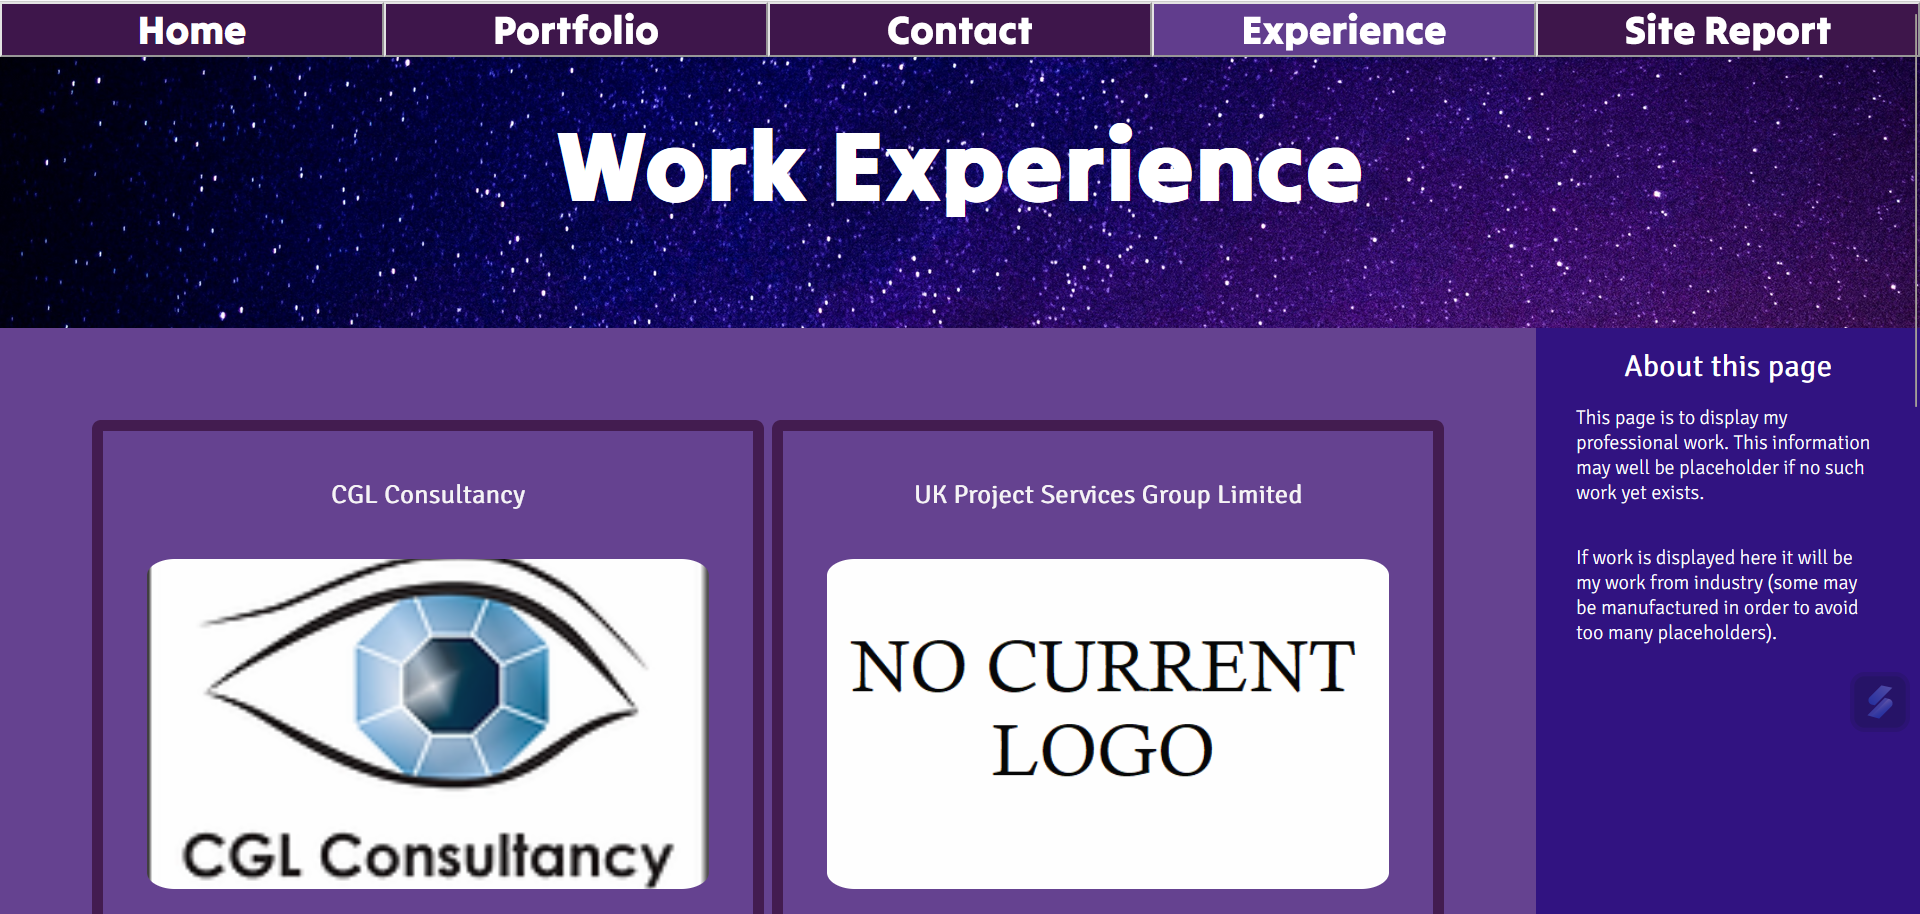 Home
Portfolio
Contact
Experience
Site Report
Work Experience
CGL Consultancy
CGL Consultancy
UK Project Services Group Limited
NO CURRENT
LOGO
About this page
This page is to display my
professional work. This information
may well be placeholder if no such
work yet exists.
If work is displayed here it will be
my work from industry (some may
be manufactured in order to avoid
too many placeholders).